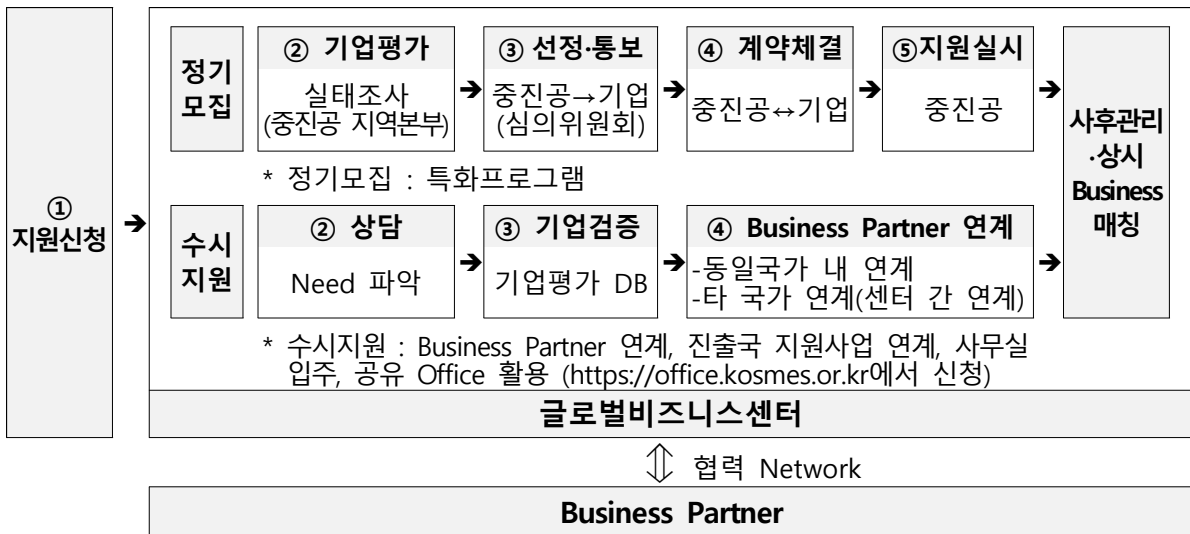 ①
지원신청
➔
정기
모집
② 기업평가
실태조사
(중진공 지역본부)
➔
③ 선정·통보
중진공→기업
(심의위원회)
➔
④ 계약체결
중진공↔기업
➔
⑤지원실시
중진공
➔
* 정기모집 : 특화프로그램
수시
지원
② 상담
Need 파악
➔
③ 기업검증
기업평가 DB
➔
④ Business Partner 연계
-동일국가 내 연계
-타 국가 연계(센터 간 연계)
➔
* 수시지원 : Business Partner 연계, 진출국 지원사업 연계, 사무실
입주, 공유 Office 활용 (https://office.kosmes.or.kr에서 신청)
사후관리
·상시
Business
매칭
글로벌비즈니스센터
⇕ 협력 Network
Business Partner